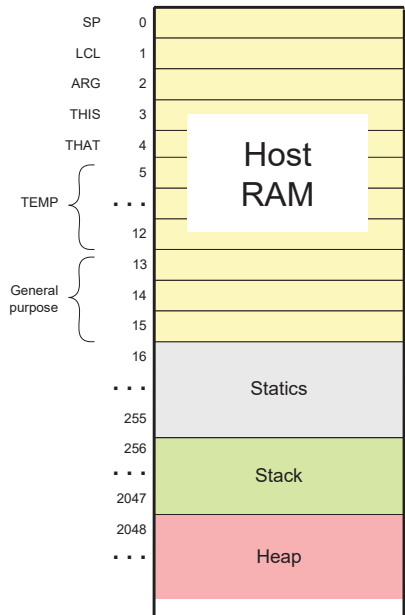 SP 0
LCL 1
ARG 2
THIS 3
THAT 4
5
TEMP ...
12
13
General purpose 14
15
16
...
255
256
...
2047
2048
...
Host
RAM
Statics
Stack
Heap